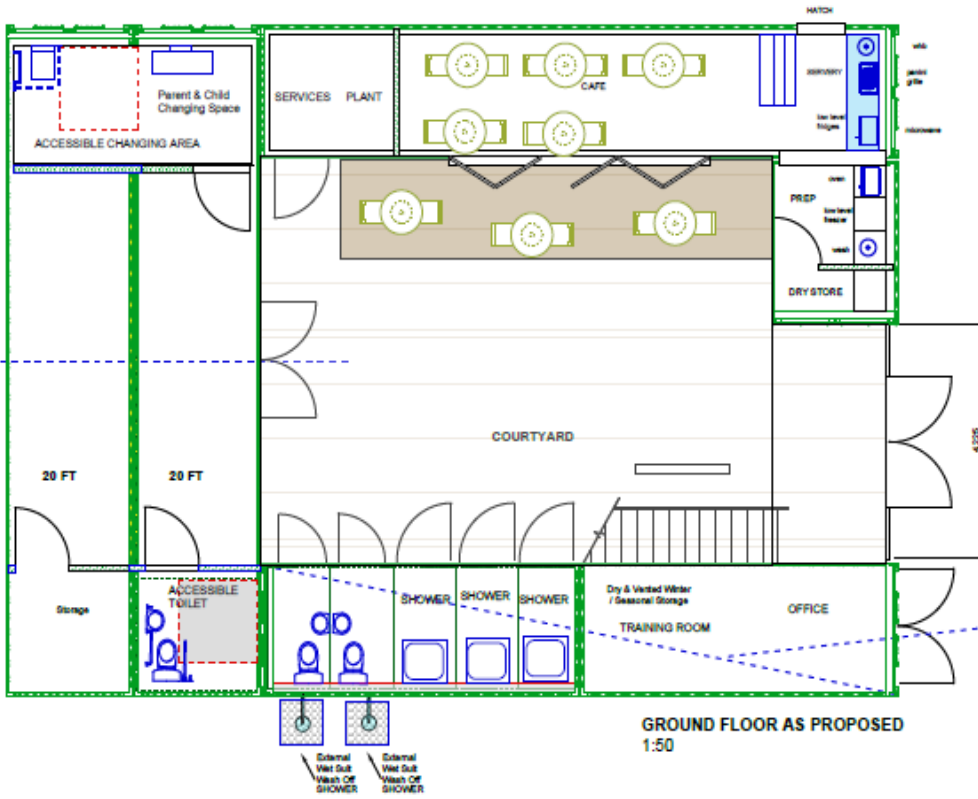 HATCH
whb
SERVERY
panini
grille
CAFE
Parent & Child
Changing Space
SERVICES PLANT
low level
fridges
microwave
ACCESSIBLE CHANGING AREA
oven
PREP
low level
freezer
wash
DRY STORE
COURTYARD
4225
20 FT
20 FT
ACCESSIBLE
TOILET
Storage
SHOWER
SHOWER
SHOWER
Dry & Vented Winter
/ Seasonal Storage
TRAINING ROOM
OFFICE
GROUND FLOOR AS PROPOSED
1:50
External
Wet Suit
Wash Off
SHOWER
External
Wet Suit
Wash Off
SHOWER